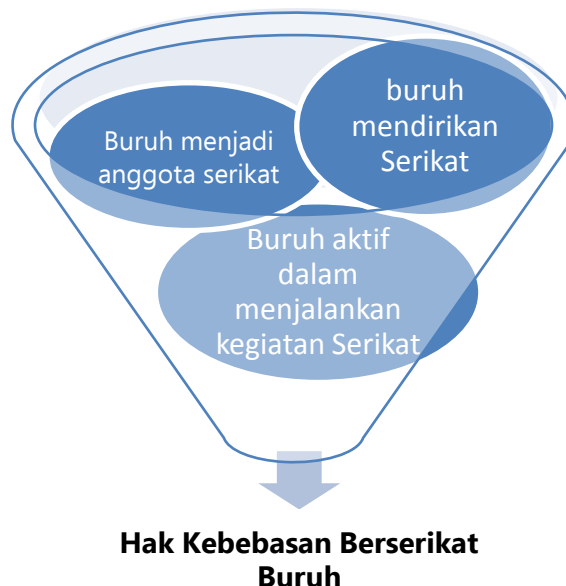 Buruh menjadi
anggota serikat
buruh
mendirikan
Serikat
Buruh aktif
dalam
menjalankan
kegiatan Serikat
Hak Kebebasan Berserikat
Buruh